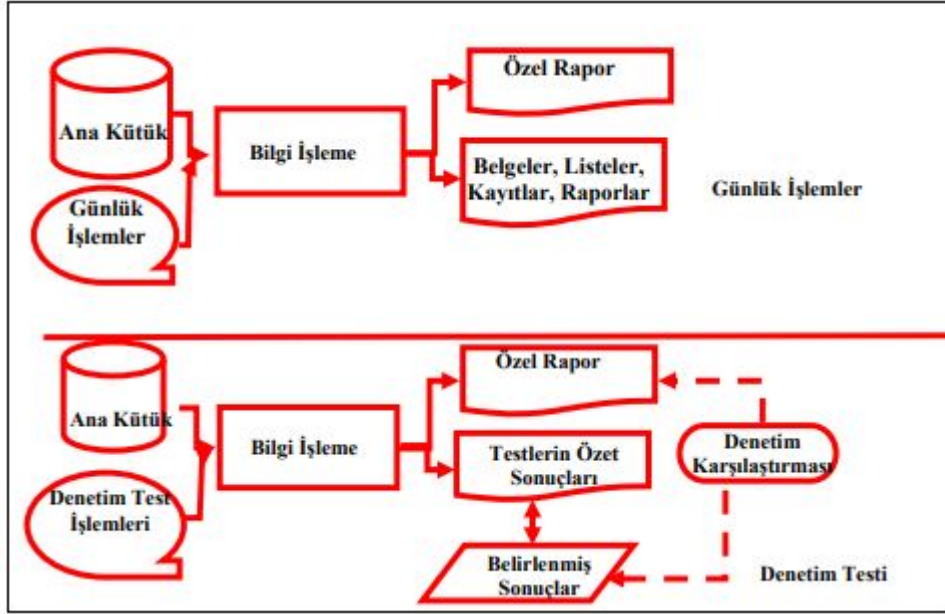 Ana Kütük
Günlük
İşlemler
Bilgi İşleme
Özel Rapor
Belgeler, Listeler,
Kayıtlar, Raporlar
Günlük İşlemler
Ana Kütük
Denetim Test
İşlemleri
Bilgi İşleme
Özel Rapor
Testlerin Özet
Sonuçları
Belirlenmiş
Sonuçlar
Denetim
Karşılaştırması
Denetim Testi